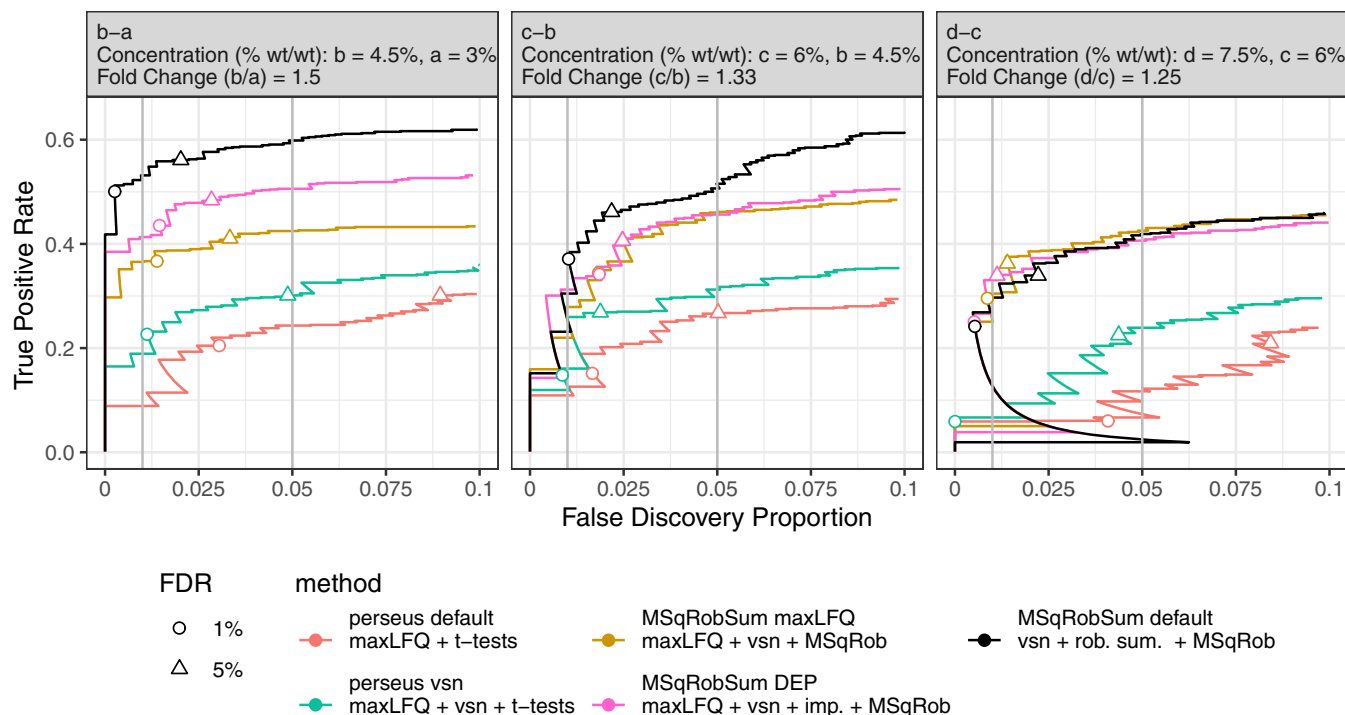 b−a
Concentration (% wt/wt): b = 4.5%, a = 3%
Fold Change (b/a) = 1.5
c−b
Concentration (% wt/wt): c = 6%, b = 4.5%
Fold Change (c/b) = 1.33
d−c
Concentration (% wt/wt): d = 7.5%, c = 6%
Fold Change (d/c) = 1.25
True Positive Rate
0.6
0.4
0.2
0.0
0 0.025 0.05 0.075 0.1
0 0.025 0.05 0.075 0.1
0 0.025 0.05 0.075 0.1
False Discovery Proportion
FDR
1%
5%
method
perseus default
maxLFQ + t−tests
perseus vsn
maxLFQ + vsn + t−tests
MSqRobSum maxLFQ
maxLFQ + vsn + MSqRob
MSqRobSum DEP
maxLFQ + vsn + imp. + MSqRob
MSqRobSum default
vsn + rob. sum. + MSqRob